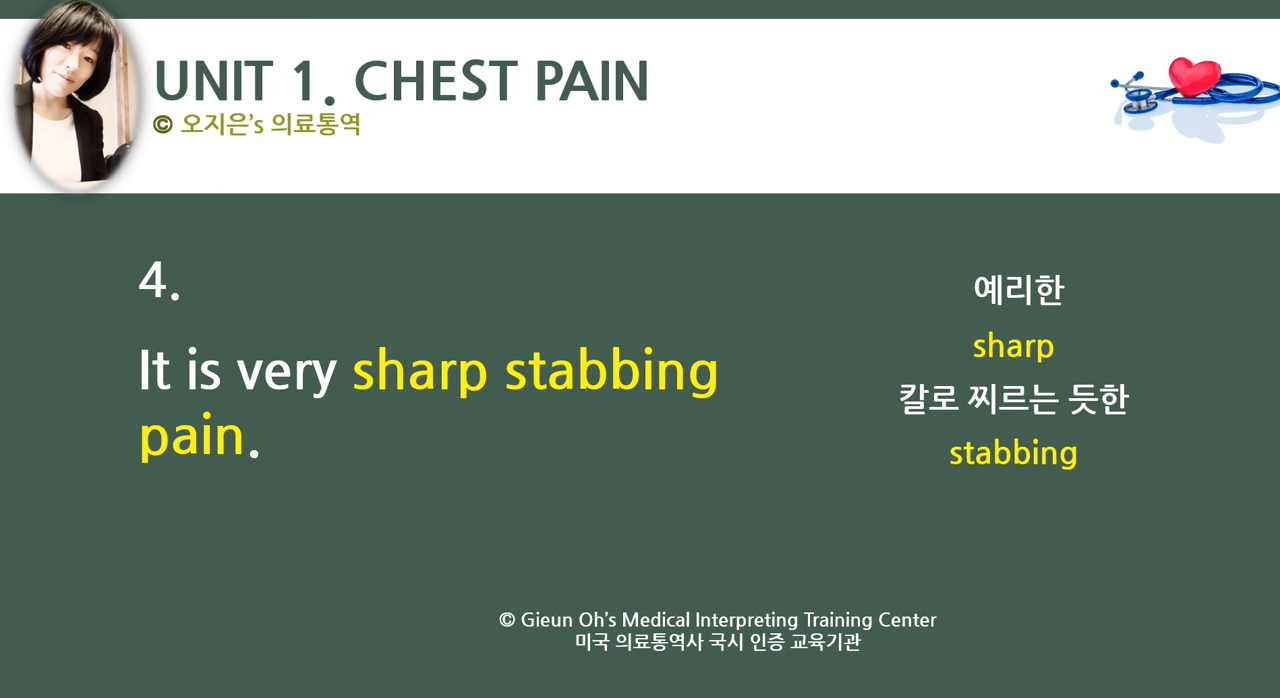 UNIT 1. CHEST PAIN
© 오지은’s 의료통역
4.
It is very sharp stabbing
pain.
예리한
sharp
칼로 찌르는 듯한
stabbing
© Gieun Oh’s Medical Interpreting Training Center
미국 의료통역사 국시 인증 교육기관